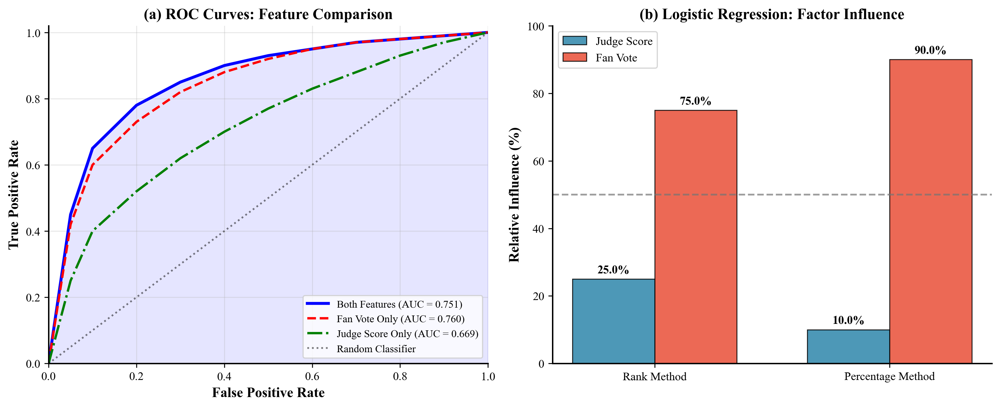 (a) ROC Curves: Feature Comparison
True Positive Rate
1.0
0.8
0.6
0.4
0.2
0.0
0.0 0.2 0.4 0.6 0.8 1.0
False Positive Rate
Both Features (AUC = 0.751)
Fan Vote Only (AUC = 0.760)
Judge Score Only (AUC = 0.669)
Random Classifier
(b) Logistic Regression: Factor Influence
Relative Influence (%)
100
80
60
40
20
0
Judge Score
Fan Vote
25.0%
75.0%
10.0%
90.0%
Rank Method Percentage Method